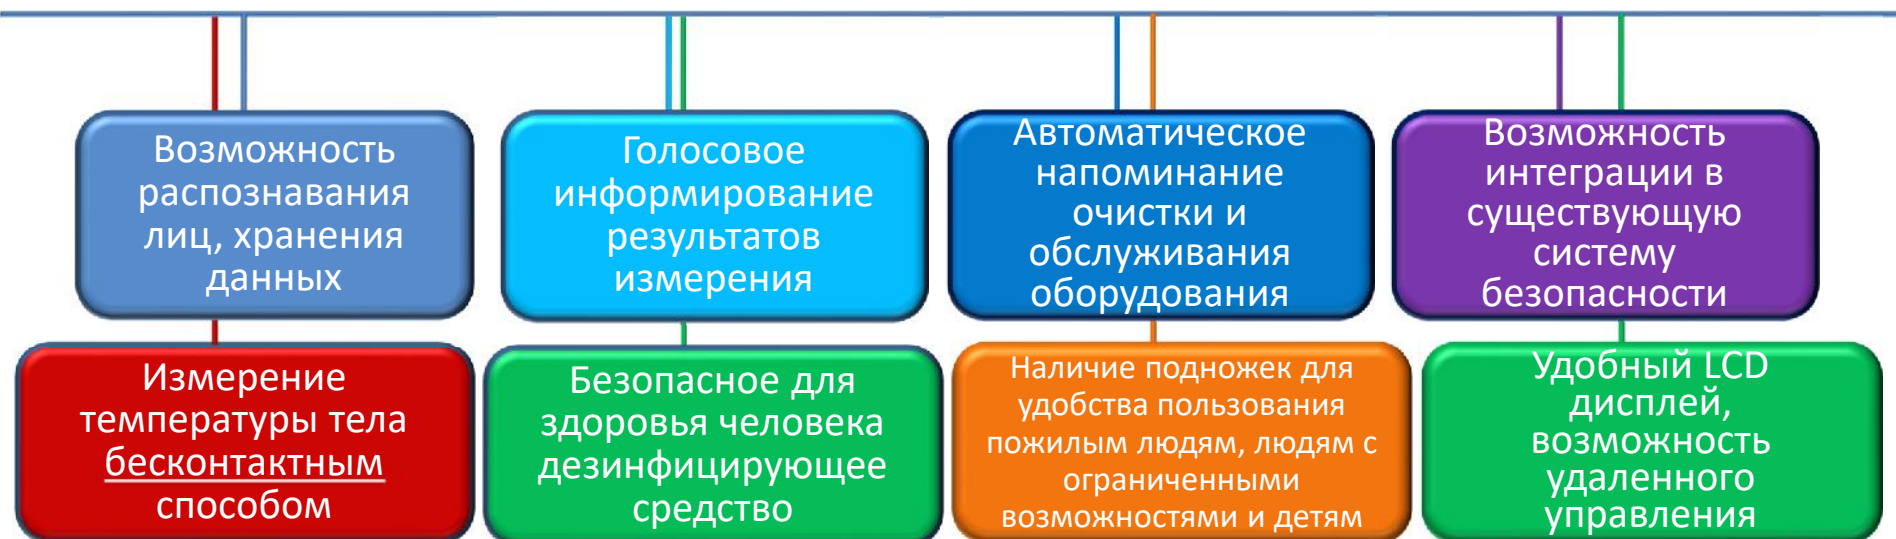 Возможность
распознавания
лиц, хранения
данных
Голосовое
информирование
результатов
измерения
Автоматическое
напоминание
очистки и
обслуживания
оборудования
Возможность
интеграции в
существующую
систему
безопасности
Измерение
температуры тела
бесконтактным
способом
Безопасное для
здоровья человека
дезинфицирующее
средство
Наличие подножек для
удобства пользования
пожилым людям, людям с
ограниченными
возможностями и детям
Удобный LCD
дисплей,
возможность
удаленного
управления